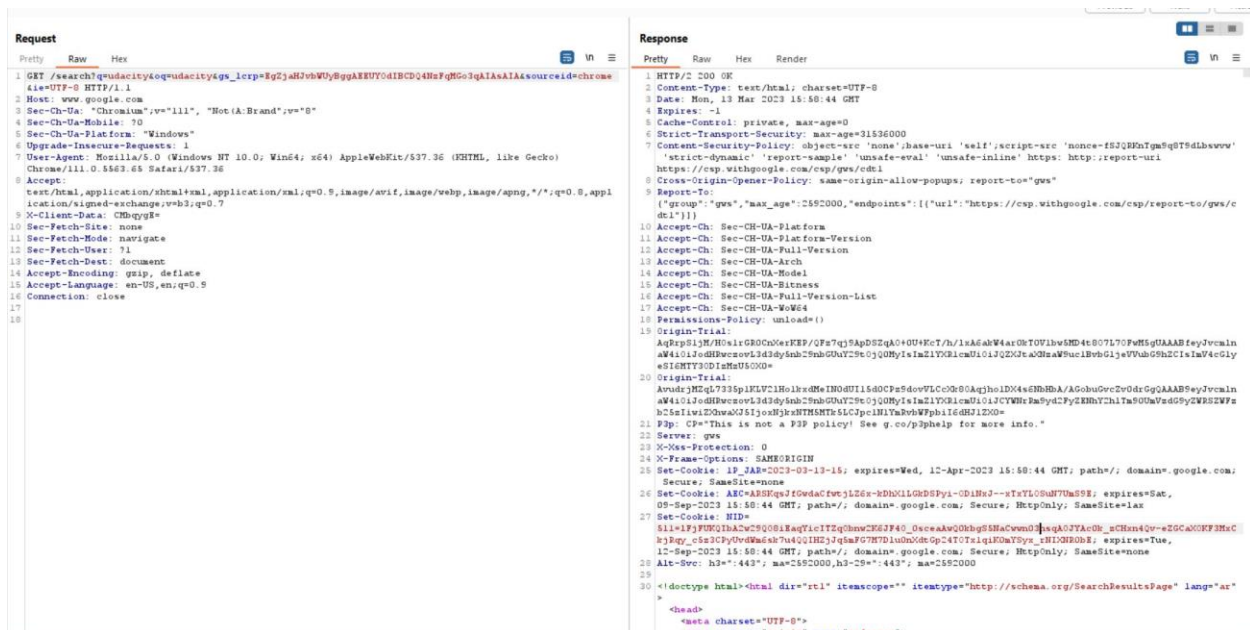 Request
Pretty Raw Hex
\n
1 GET /search?q=udacity&oq=udacity&gs_lcrp=EgZjaHJvbWUyBggAEEUYOdIBCDQ4NzFqMGo3qAIAsAIA&sourceid=chrome
&ie=UTF-8 HTTP/1.1
2 Host: www.google.com
3 Sec-Ch-Ua: "Chromium";v="111", "Not(A:Brand";v="8"
4 Sec-Ch-Ua-Mobile: ?0
5 Sec-Ch-Ua-Platform: "Windows"
6 Upgrade-Insecure-Requests: 1
7 User-Agent: Mozilla/5.0 (Windows NT 10.0; Win64; x64) AppleWebKit/537.36 (KHTML, like Gecko)
Chrome/111.0.5563.65 Safari/537.36
8 Accept:
text/html,application/xhtml+xml,application/xml;q=0.9,image/avif,image/webp,image/apng,*/*;q=0.8,appl
ication/signed-exchange;v=b3;q=0.7
9 X-Client-Data: CMbqygE=
10 Sec-Fetch-Site: none
11 Sec-Fetch-Mode: navigate
12 Sec-Fetch-User: ?1
13 Sec-Fetch-Dest: document
14 Accept-Encoding: gzip, deflate
15 Accept-Language: en-US,en;q=0.9
16 Connection: close
17
18
Response
Pretty Raw Hex Render
\n
1 HTTP/2 200 OK
2 Content-Type: text/html; charset=UTF-8
3 Date: Mon, 13 Mar 2023 15:58:44 GMT
4 Expires: -1
5 Cache-Control: private, max-age=0
6 Strict-Transport-Security: max-age=31536000
7 Content-Security-Policy: object-src 'none';base-uri 'self';script-src
'strict-dynamic' 'report-sample' 'unsafe-eval' 'unsafe-inline' https: http:;report-uri
https://csp.withgoogle.com/csp/gws/cdt1
8 Cross-Origin-Opener-Policy: same-origin-allow-popups; report-to="gws"
9 Report-To:
{"group":"gws","max_age":2592000,"endpoints":[{"url":"https://csp.withgoogle.com/csp/report-to/gws/c
dt1"}]}
10 Accept-Ch: Sec-CH-UA-Platform
11 Accept-Ch: Sec-CH-UA-Platform-Version
12 Accept-Ch: Sec-CH-UA-Full-Version
13 Accept-Ch: Sec-CH-UA-Arch
14 Accept-Ch: Sec-CH-UA-Model
15 Accept-Ch: Sec-CH-UA-Bitness
16 Accept-Ch: Sec-CH-UA-Full-Version-List
17 Accept-Ch: Sec-CH-UA-WoW64
18 Permissions-Policy: unload=()
19 Origin-Trial:
20 Origin-Trial:
21 P3p: CP="This is not a P3P policy! See g.co/p3phelp for more info."
22 Server: gws
23 X-Xss-Protection: 0
24 X-Frame-Options: SAMEORIGIN
25 Set-Cookie: 1P_JAR=2023-03-13-15; expires=Wed, 12-Apr-2023 15:58:44 GMT; path=/; domain=.google.com;
Secure; SameSite=none
26 Set-Cookie: expires=Sat,
09-Sep-2023 15:58:44 GMT; path=/; domain=.google.com; Secure; HttpOnly; SameSite=lax
27 Set-Cookie: NID=
expires=Tue,
12-Sep-2023 15:58:44 GMT; path=/; domain=.google.com; Secure; HttpOnly; SameSite=none
28 Alt-Svc: h3=":443"; ma=2592000,h3-29=":443"; ma=2592000
29
30 <!doctype html><html dir="rtl" itemscope="" itemtype="http://schema.org/SearchResultsPage" lang="ar"
>
<head>
<meta charset="UTF-8">